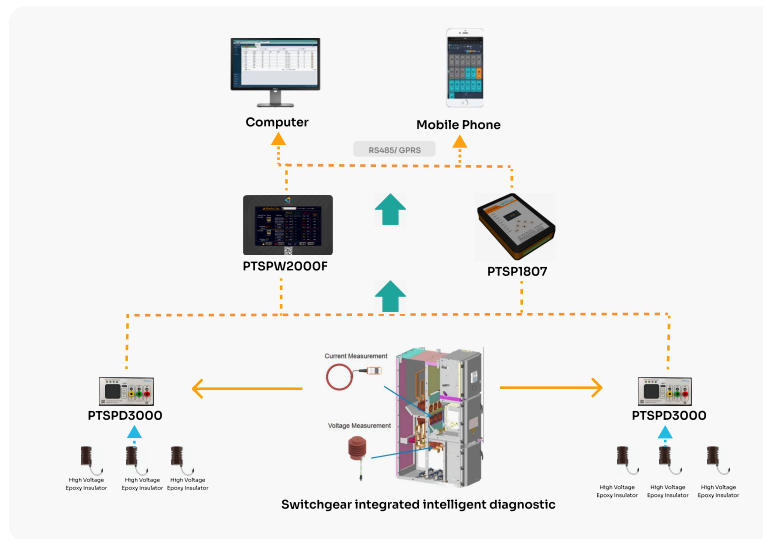 Computer
Mobile Phone
RS485/ GPRS
PTSPW2000F
PTSP1807
Current Measurement
Voltage Measurement
PTSPD3000
PTSPD3000
High Voltage
Epoxy Insulator
High Voltage
Epoxy Insulator
High Voltage
Epoxy Insulator
High Voltage
Epoxy Insulator
High Voltage
Epoxy Insulator
High Voltage
Epoxy Insulator
Switchgear integrated intelligent diagnostic